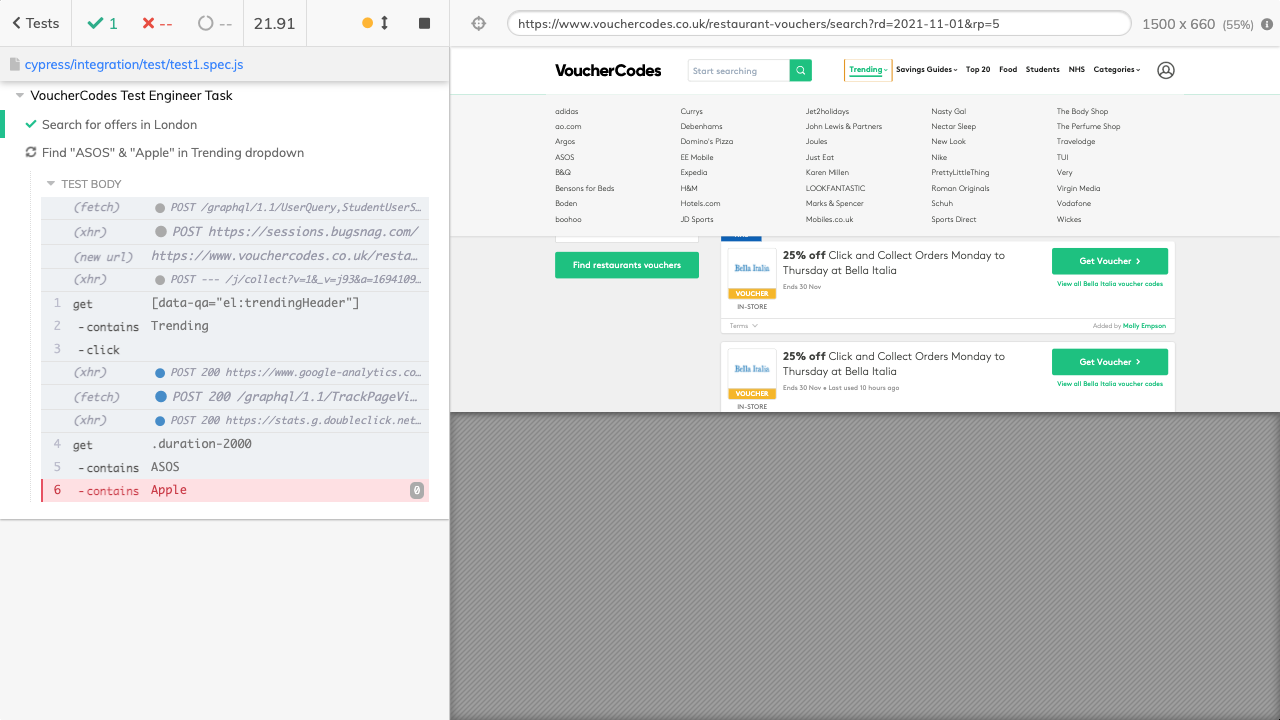 Tests
1
--
--
21.91
https://www.vouchercodes.co.uk/restaurant-vouchers/search?rd=2021-11-01&rp=5
1500 x 660 (55%)
cypress/integration/test/test1.spec.js
VoucherCodes Test Engineer Task
Search for offers in London
Find "ASOS" & "Apple" in Trending dropdown
TEST BODY
(fetch) POST /graphql/1.1/UserQuery,StudentUserS...
(xhr) POST https://sessions.bugsnag.com/
(new url) https://www.vouchercodes.co.uk/resta...
(xhr) POST --- /j/collect?v=1&_v=j93&a=1694109...
1 get [data-qa="el:trendingHeader"]
2 -contains Trending
3 -click
(xhr) POST 200 https://www.google-analytics.co...
(fetch) POST 200 /graphql/1.1/TrackPageVi...
(xhr) POST 200 https://stats.g.doubleclick.net...
4 get .duration-2000
5 -contains ASOS
6 -contains Apple 0
VoucherCodes
Start searching
Trending Savings Guides Top 20 Food Students NHS Categories
adidas Currys Jet2holidays Nasty Gal The Body Shop
ao.com Debenhams John Lewis & Partners Nectar Sleep The Perfume Shop
Argos Domino's Pizza Joules New Look Travelodge
ASOS EE Mobile Just Eat Nike TUI
B&Q Expedia Karen Millen PrettyLittleThing Very
Bensons for Beds H&M LOOKFANTASTIC Roman Originals Virgin Media
Boden Hotels.com Marks & Spencer Schuh Vodafone
boohoo JD Sports Mobiles.co.uk Sports Direct Wickes
Find restaurants vouchers
Bella Italia
VOUCHER
IN-STORE
25% off Click and Collect Orders Monday to
Thursday at Bella Italia
Ends 30 Nov
Get Voucher
View all Bella Italia voucher codes
Terms
Added by Molly Empson
Bella Italia
VOUCHER
IN-STORE
25% off Click and Collect Orders Monday to
Thursday at Bella Italia
Ends 30 Nov • Last used 10 hours ago
Get Voucher
View all Bella Italia voucher codes